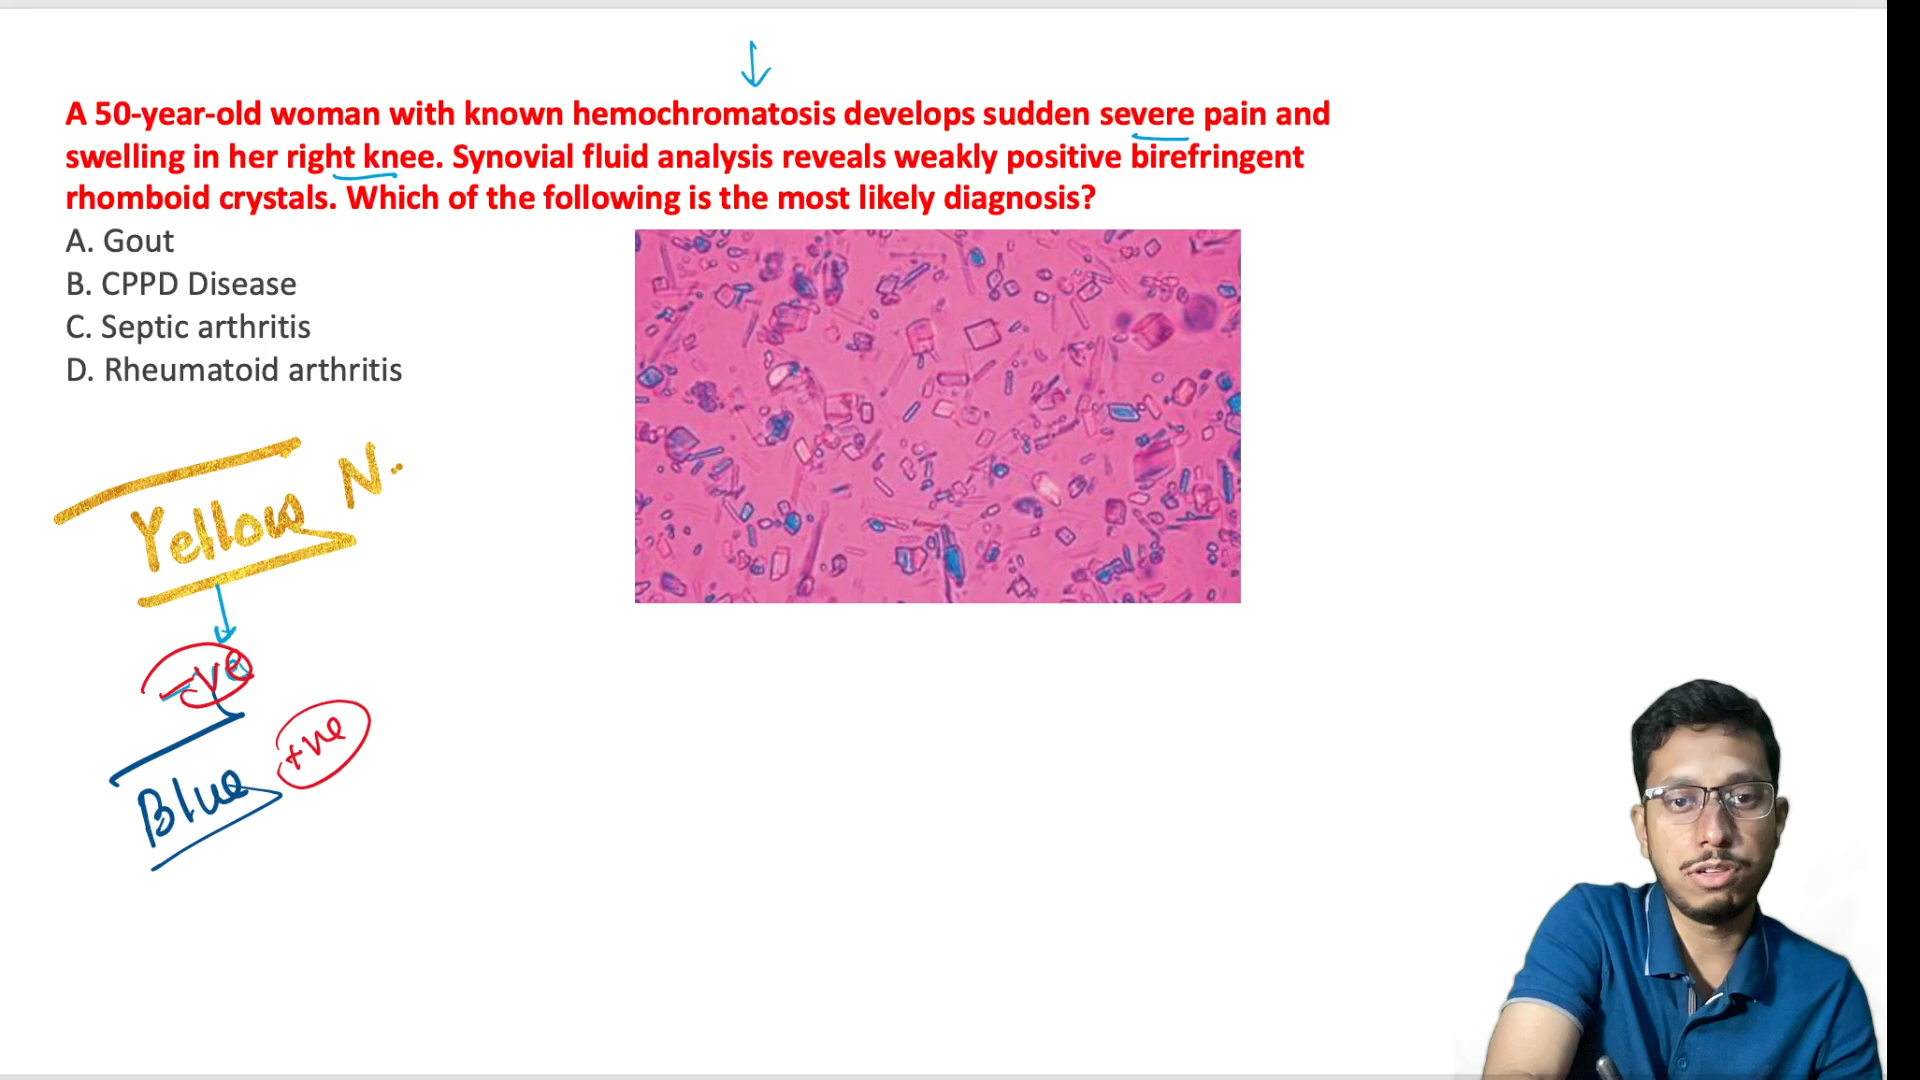 A 50-year-old woman with known hemochromatosis develops sudden severe pain and
swelling in her right knee. Synovial fluid analysis reveals weakly positive birefringent
rhomboid crystals. Which of the following is the most likely diagnosis?
A. Gout
B. CPPD Disease
C. Septic arthritis
D. Rheumatoid arthritis
Yellow N.
-ve
+ve
Blue